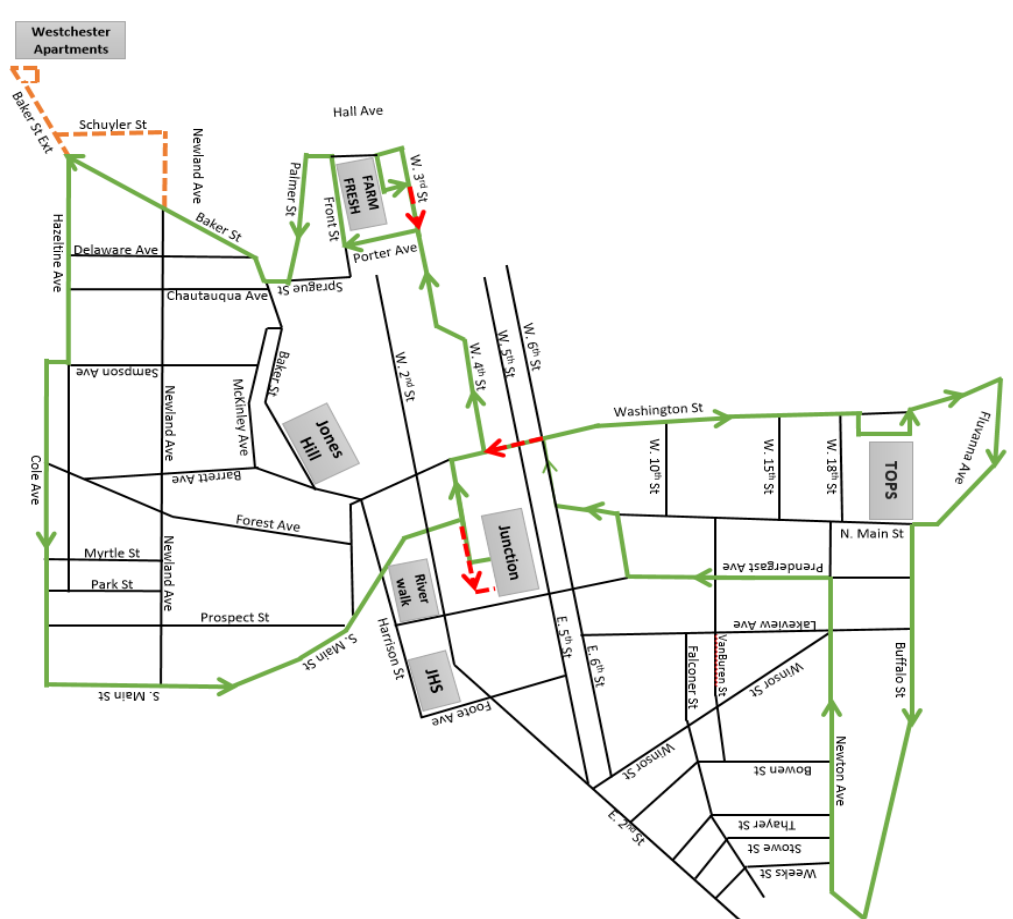 Westchester
Apartments
Baker St Ext
Schuyler St
Newland Ave
Hall Ave
Palmer St
Front St
FARM
FRESH
W. 3rd St
Porter Ave
Baker St
Hazeltine Ave
Delaware Ave
Sprague St
Chautauqua Ave
W. 2nd St
W. 4th St
W. 5th St
W. 6th St
Baker St
Sampson Ave
McKinley Ave
Newland Ave
Jones
Hill
Washington St
Fluvanna Ave
W. 10th St
W. 15th St
W. 18th St
TOPS
Cole Ave
Barrett Ave
Forest Ave
Junction
N. Main St
Myrtle St
Newland Ave
Park St
River
walk
Prendergast Ave
Prospect St
S. Main St
Harrison St
E. 5th St
Lakeview Ave
E. 6th St
Falconer St
VanBuren St
Winsor St
Buffalo St
JHS
S. Main St
Foote Ave
Winsor St
Bowen St
Newton Ave
E. 2nd St
Thayer St
Stowe St
Weeks St